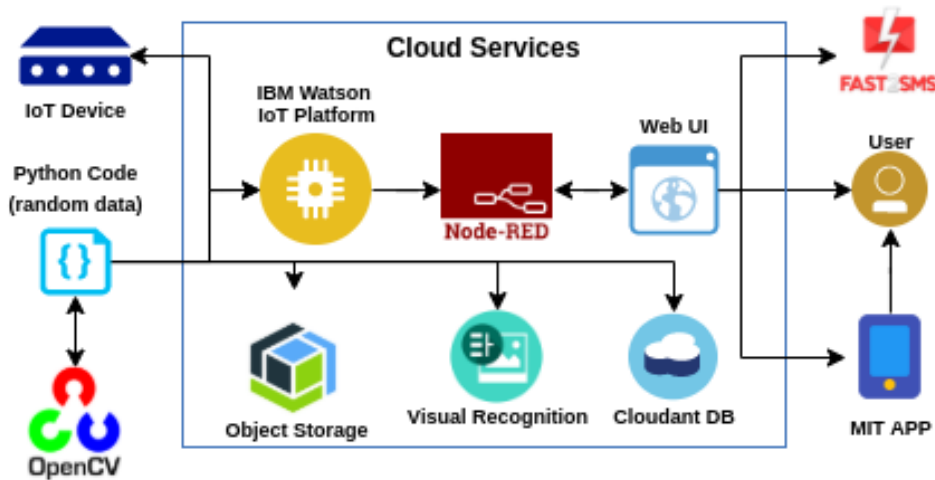 Cloud Services
IoT Device
IBM Watson
IoT Platform
Web UI
FAST2SMS
Python Code
(random data)
{ }
Node-RED
User
OpenCV
Object Storage
Visual Recognition
Cloudant DB
MIT APP